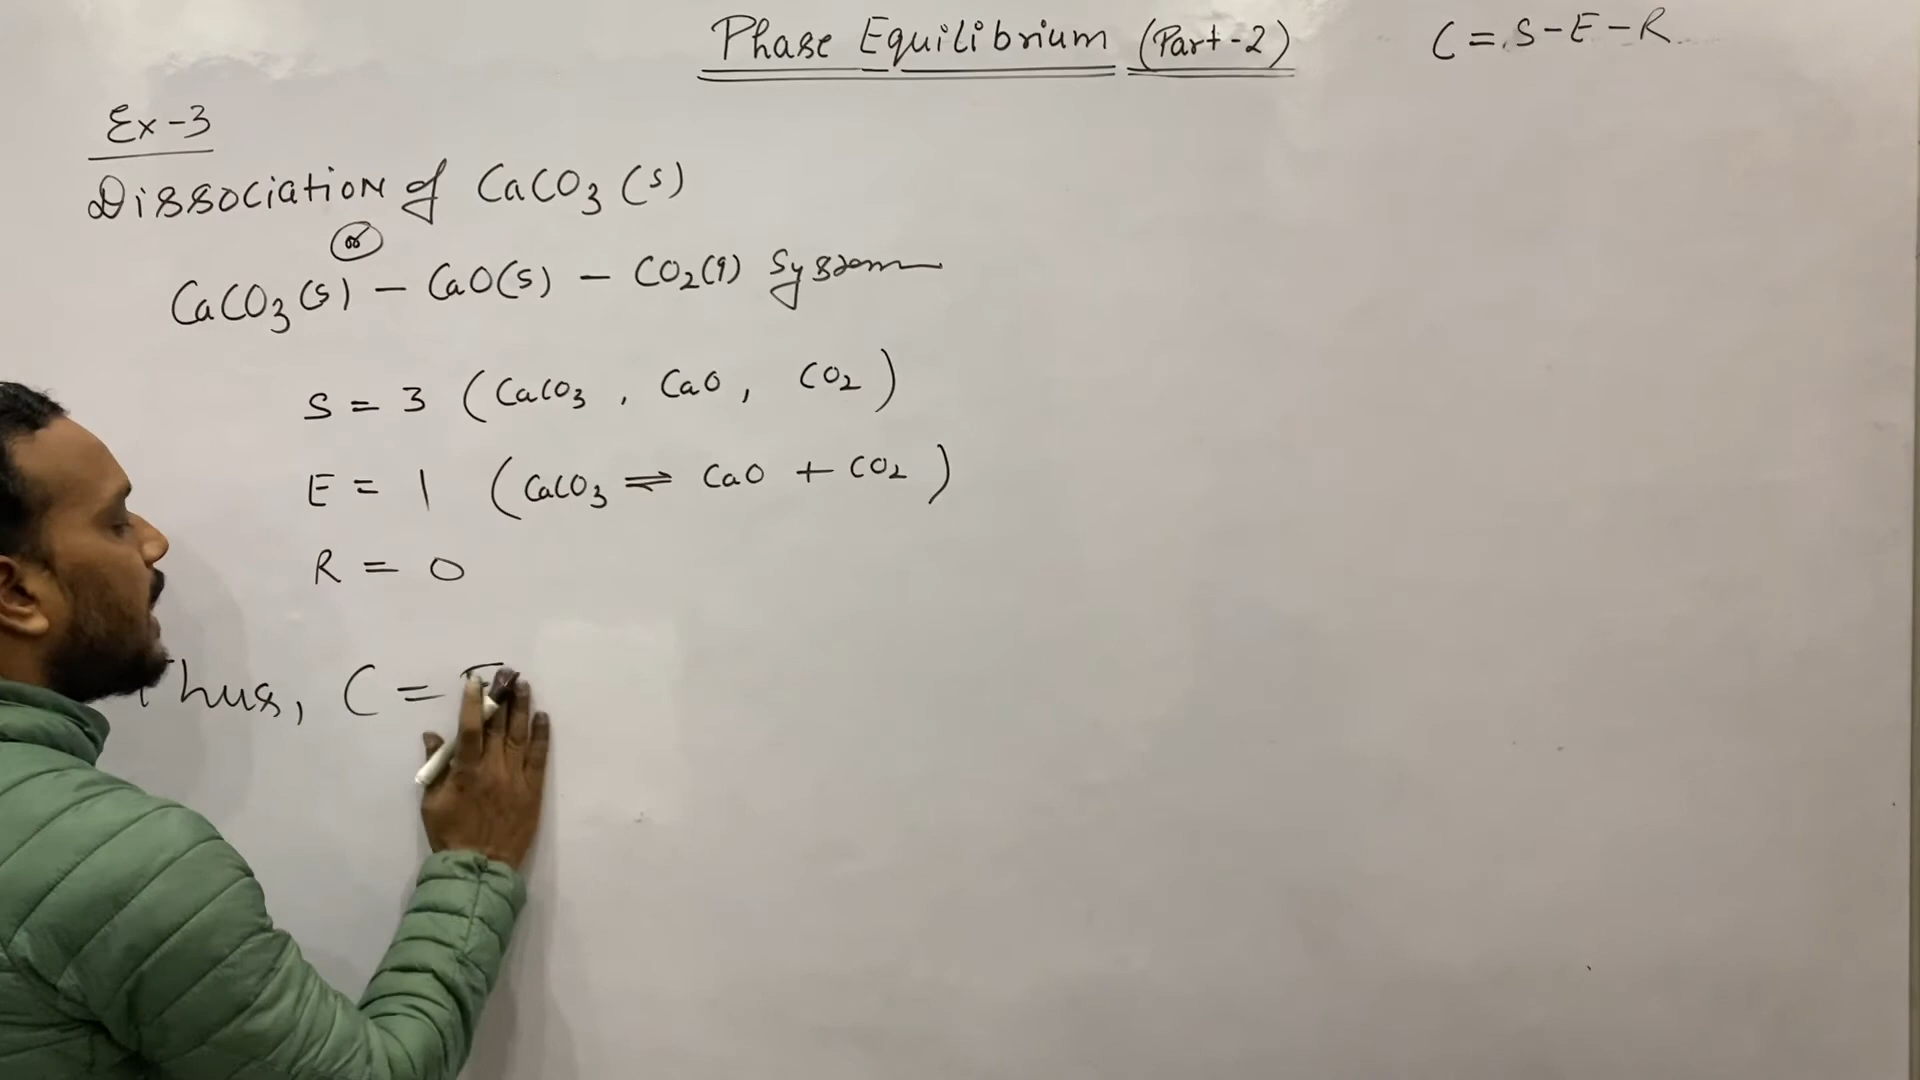 Phase Equilibrium (Part-2)
C = S - E - R
Ex-3
Dissociation of CaCO3 (s)
or
CaCO3(s) - CaO(s) - CO2(g) System
S = 3 (CaCO3, CaO, CO2)
E = 1 (CaCO3 ⇌ CaO + CO2)
R = 0
Thus, C =